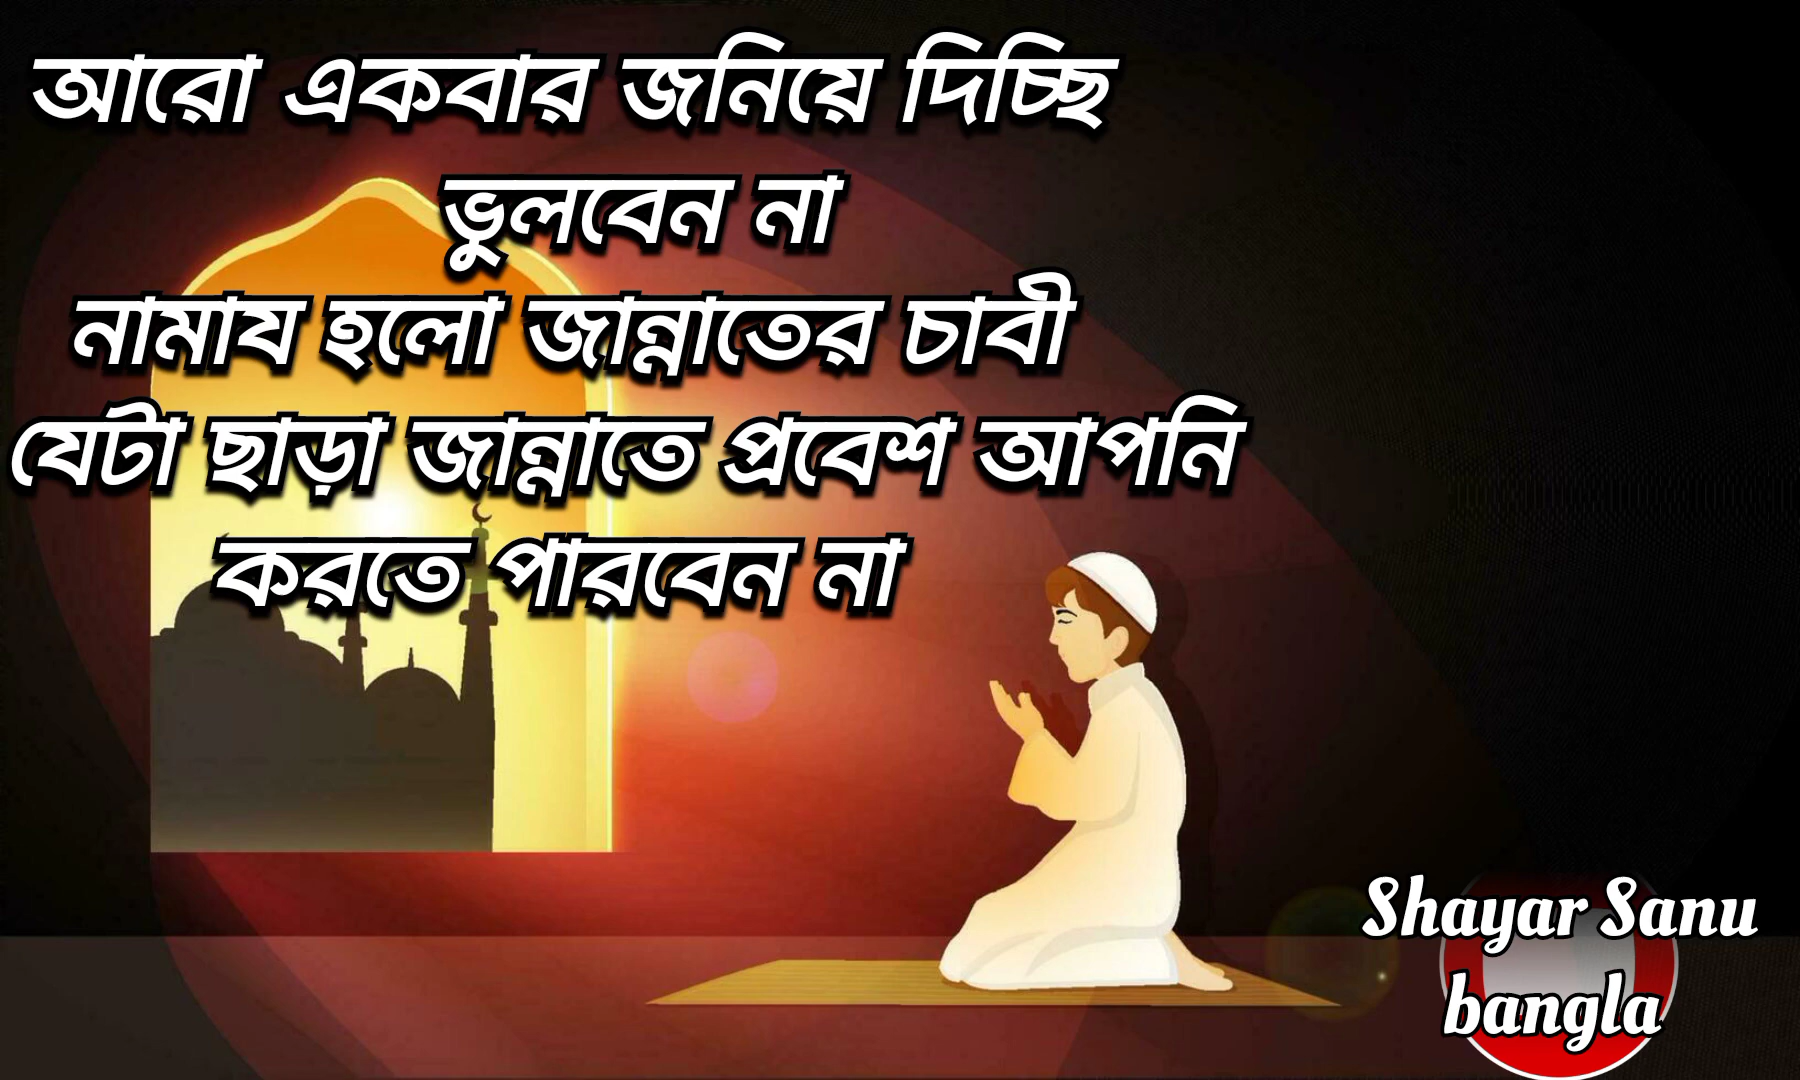 আরো একবার জনিয়ে দিচ্ছি
ভুলবেন না
নামায হলো জান্নাতের চাবী
যেটা ছাড়া জান্নাতে প্রবেশ আপনি
করতে পারবেন না
Shayar Sanu
bangla